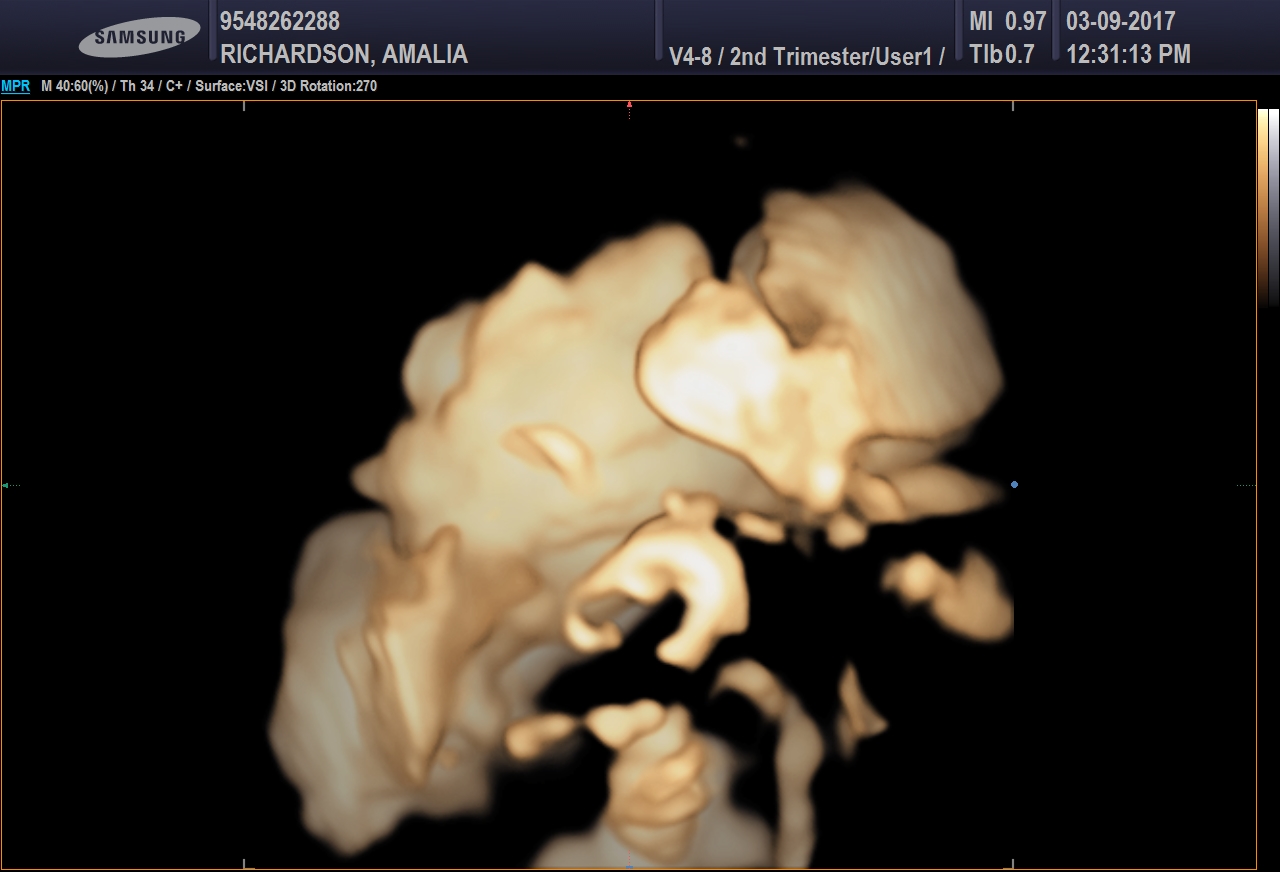 SAMSUNG
9548262288
RICHARDSON, AMALIA
V4-8 / 2nd Trimester/User1 /
MI 0.97
TIb 0.7
03-09-2017
12:31:13 PM
MPR M 40:60(%) / Th 34 / C+ / Surface:VSI / 3D Rotation:270